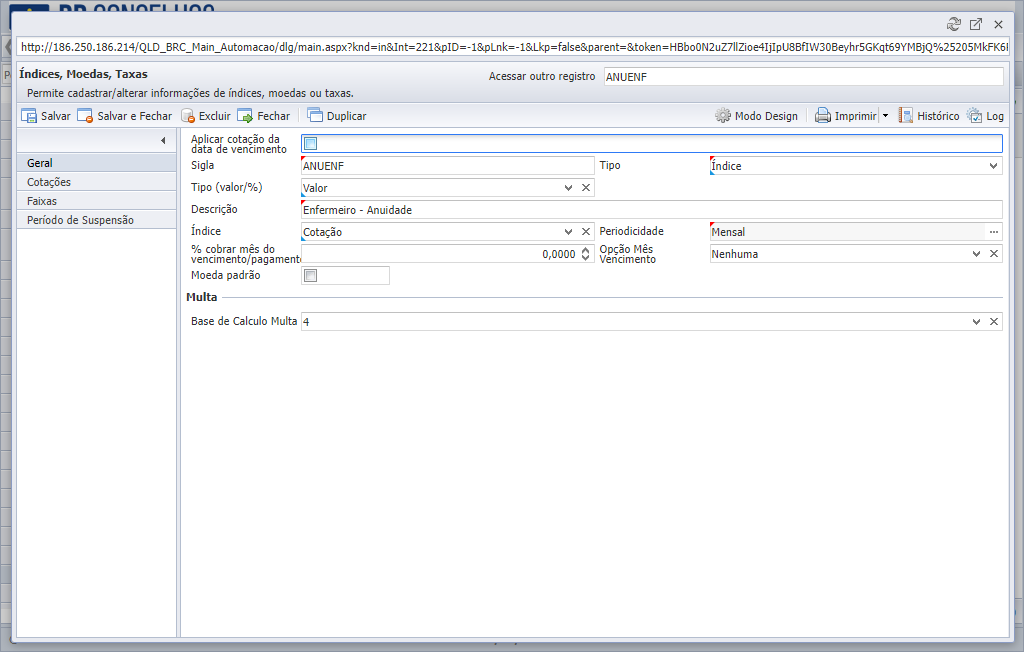 http://186.250.186.214/QLD_BRC_Main_Automacao/dlg/main.aspx?knd=in&Int=221&pID=-1&pLnk=-1&Lkp=false&parent=&token=HBbo0N2uZ7llZioe4IjIpU8BfIW30Beyhr5GKqt69YMBjQ%25205MkFK6I
Índices, Moedas, Taxas
Acessar outro registro ANUENF
Permite cadastrar/alterar informações de índices, moedas ou taxas.
Salvar Salvar e Fechar Excluir Fechar Duplicar Modo Design Imprimir Histórico Log
Geral
Cotações
Faixas
Período de Suspensão
Aplicar cotação da
data de vencimento
Sigla ANUENF Tipo Índice
Tipo (valor/%) Valor
Descrição Enfermeiro - Anuidade
Índice Cotação Periodicidade Mensal
% cobrar mês do
vencimento/pagamento 0,0000
Opção Mês
Vencimento Nenhuma
Moeda padrão
Multa
Base de Calculo Multa 4